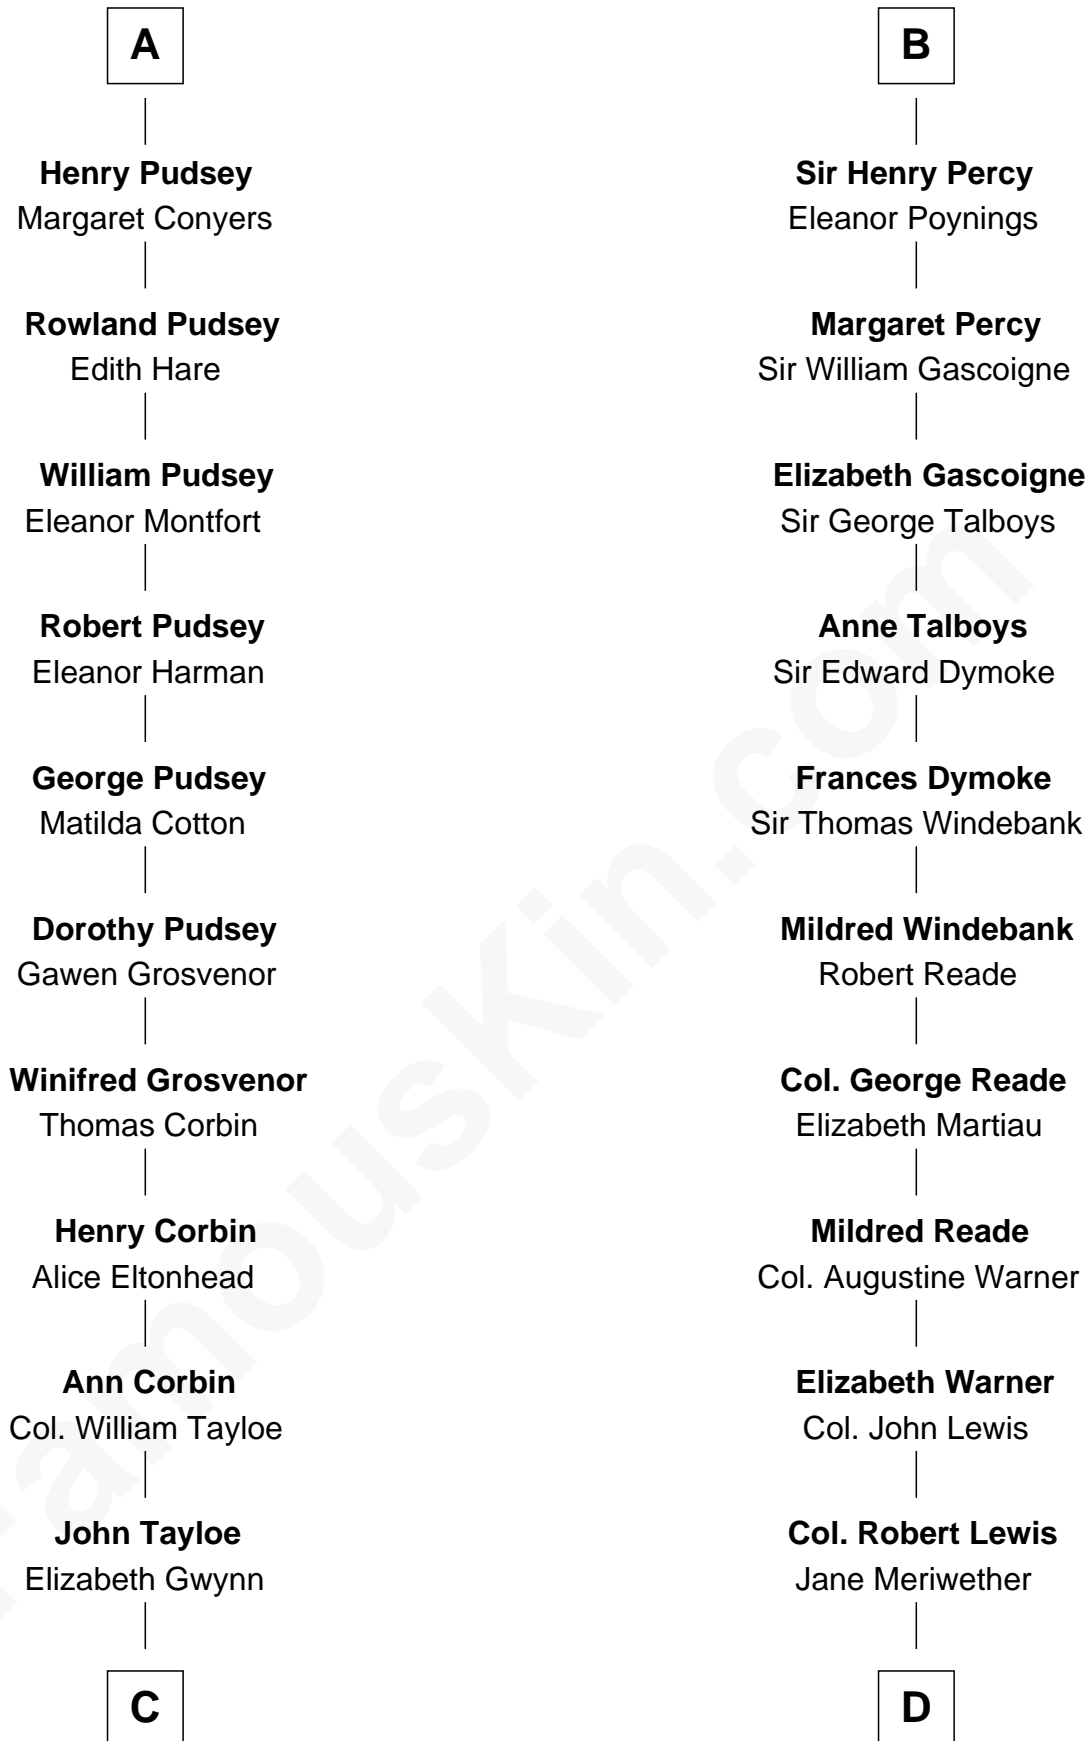 A
Henry Pudsey
Margaret Conyers
Rowland Pudsey
Edith Hare
William Pudsey
Eleanor Montfort
Robert Pudsey
Eleanor Harman
George Pudsey
Matilda Cotton
Dorothy Pudsey
Gawen Grosvenor
Winifred Grosvenor
Thomas Corbin
Henry Corbin
Alice Eltonhead
Ann Corbin
Col. William Tayloe
John Tayloe
Elizabeth Gwynn
C
B
Sir Henry Percy
Eleanor Poynings
Margaret Percy
Sir William Gascoigne
Elizabeth Gascoigne
Sir George Talboys
Anne Talboys
Sir Edward Dymoke
Frances Dymoke
Sir Thomas Windebank
Mildred Windebank
Robert Reade
Col. George Reade
Elizabeth Martiau
Mildred Reade
Col. Augustine Warner
Elizabeth Warner
Col. John Lewis
Col. Robert Lewis
Jane Meriwether
D
FamousKin.com